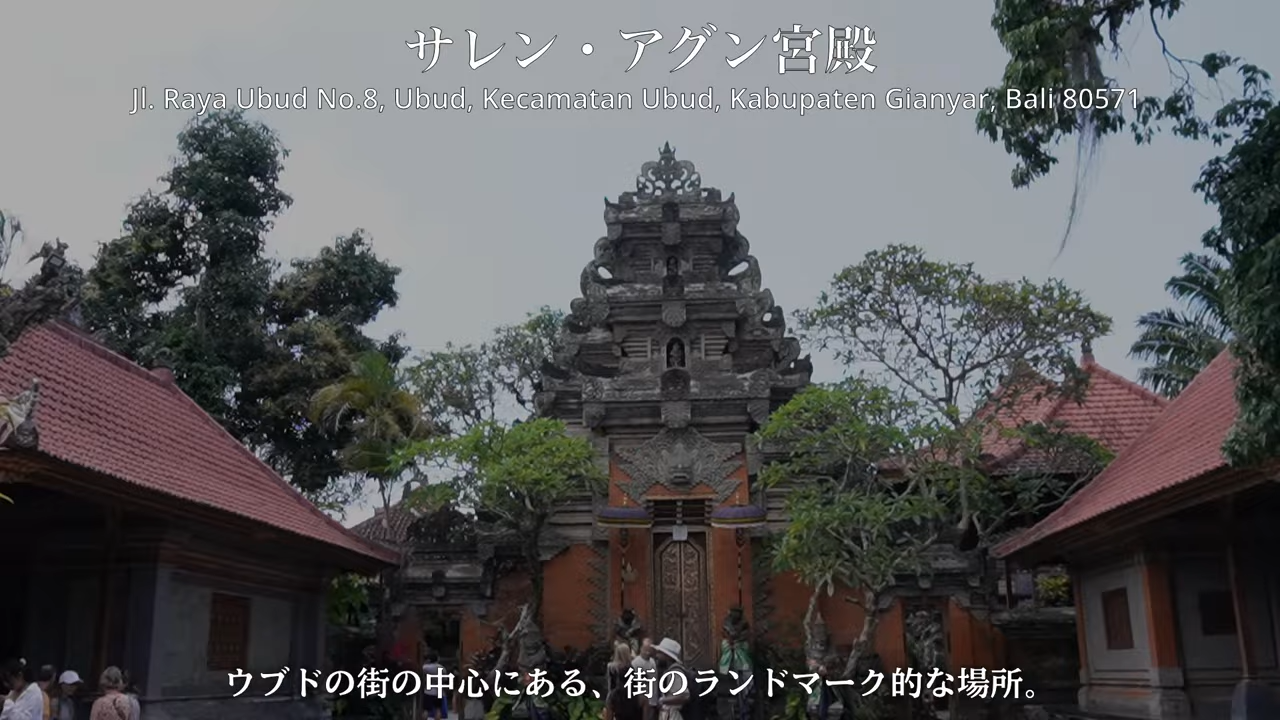 サレン・アグン宮殿
Jl. Raya Ubud No.8, Ubud, Kecamatan Ubud, Kabupaten Gianyar, Bali 80571
ウブドの街の中心にある、街のランドマーク的な場所。